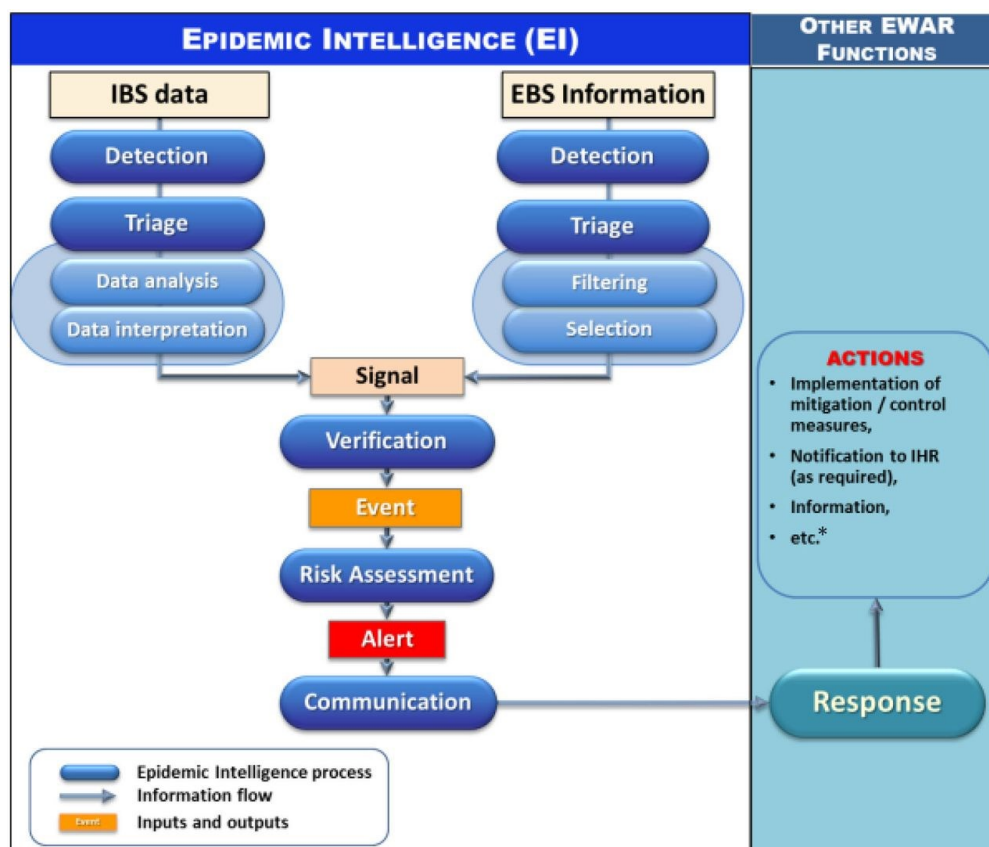 EPIDEMIC INTELLIGENCE (EI)
OTHER EWAR
FUNCTIONS
IBS data
Detection
Triage
Data analysis
Data interpretation
EBS Information
Detection
Triage
Filtering
Selection
Signal
Verification
Event
Risk Assessment
Alert
Communication
Response
ACTIONS
• Implementation of
mitigation / control
measures,
• Notification to IHR
(as required),
• Information,
• etc.*
Epidemic Intelligence process
Information flow
Event
Inputs and outputs